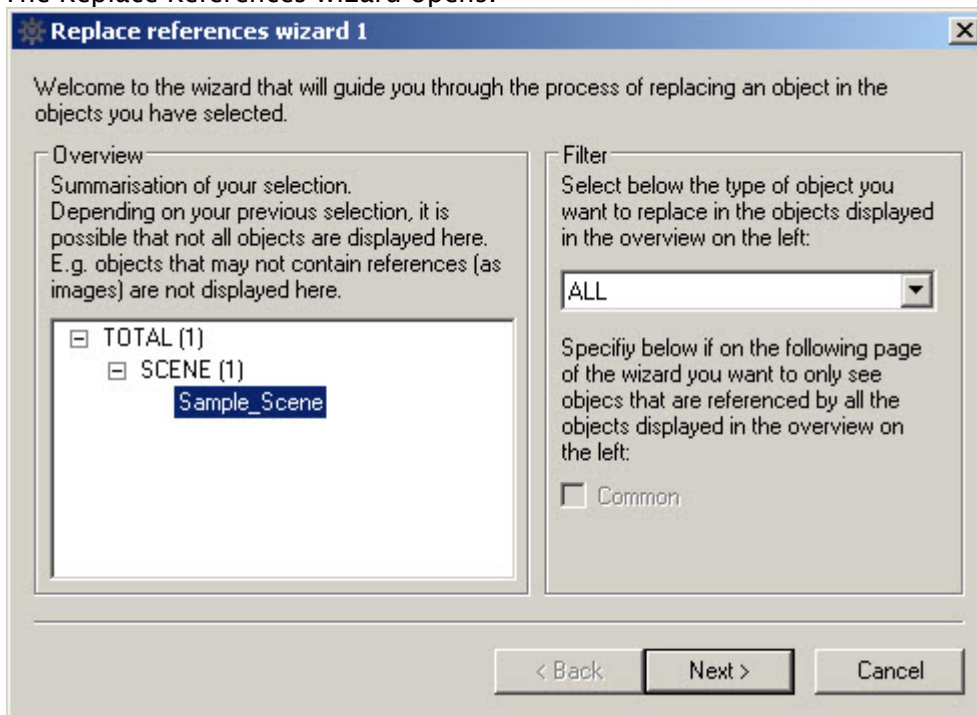 The Replace References wizard opens.
Replace references wizard 1
Welcome to the wizard that will guide you through the process of replacing an object in the
objects you have selected.
Overview
Summarisation of your selection.
Depending on your previous selection, it is
possible that not all objects are displayed here.
E.g. objects that may not contain references (as
images) are not displayed here.
TOTAL (1)
SCENE (1)
Sample_Scene
Filter
Select below the type of object you
want to replace in the objects displayed
in the overview on the left:
ALL
Specifiy below if on the following page
of the wizard you want to only see
objecs that are referenced by all the
objects displayed in the overview on
the left:
Common
< Back
Next >
Cancel